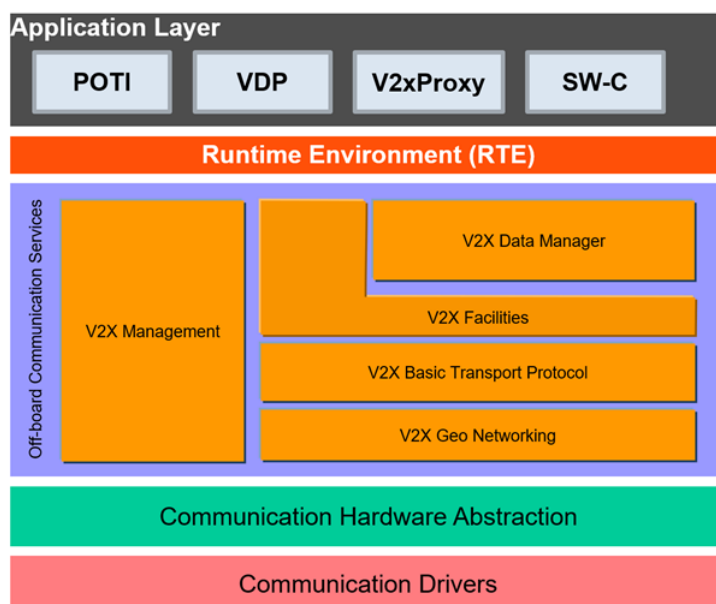 Application Layer
POTI
VDP
V2xProxy
SW-C
Runtime Environment (RTE)
Off-board Communication Services
V2X Management
V2X Data Manager
V2X Facilities
V2X Basic Transport Protocol
V2X Geo Networking
Communication Hardware Abstraction
Communication Drivers